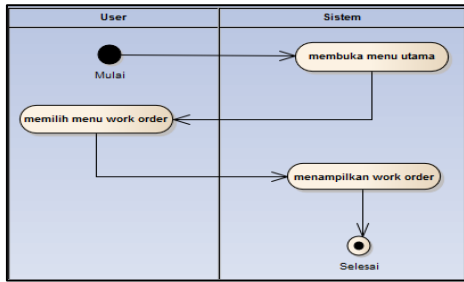 User
Sistem
Mulai
membuka menu utama
memilih menu work order
menampilkan work order
Selesai